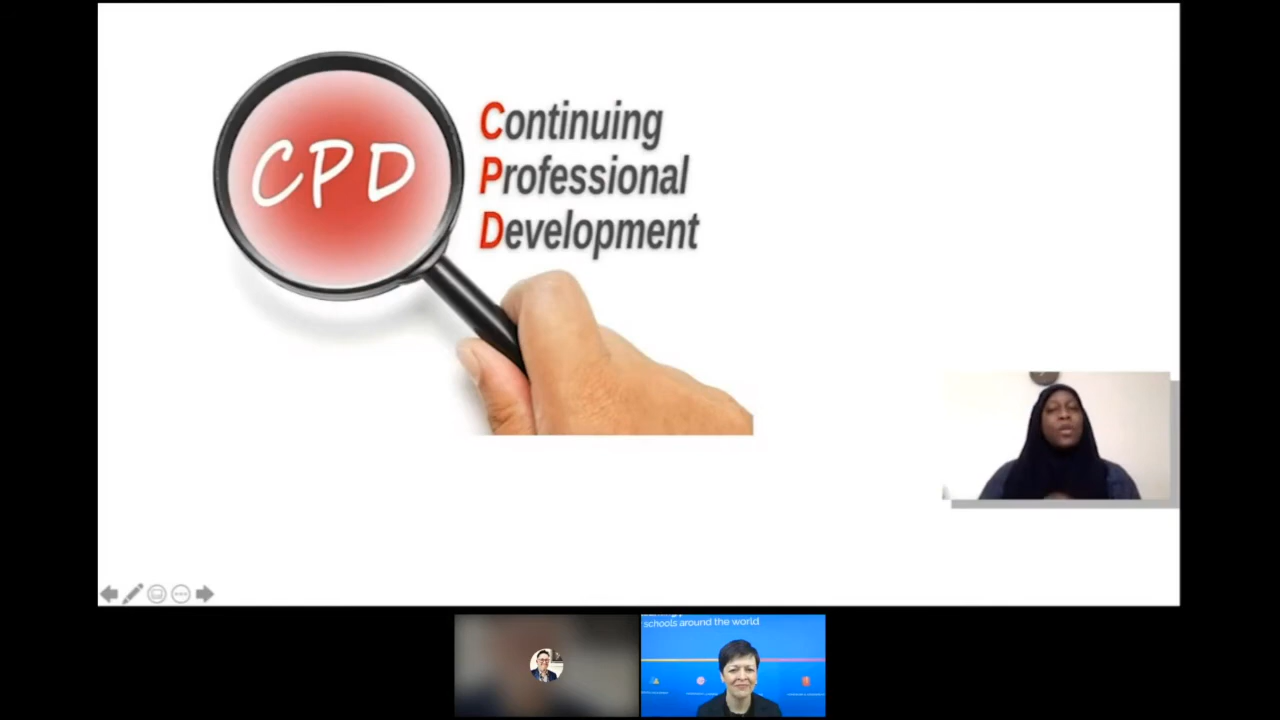 CPD
Continuing
Professional
Development
schools around the world